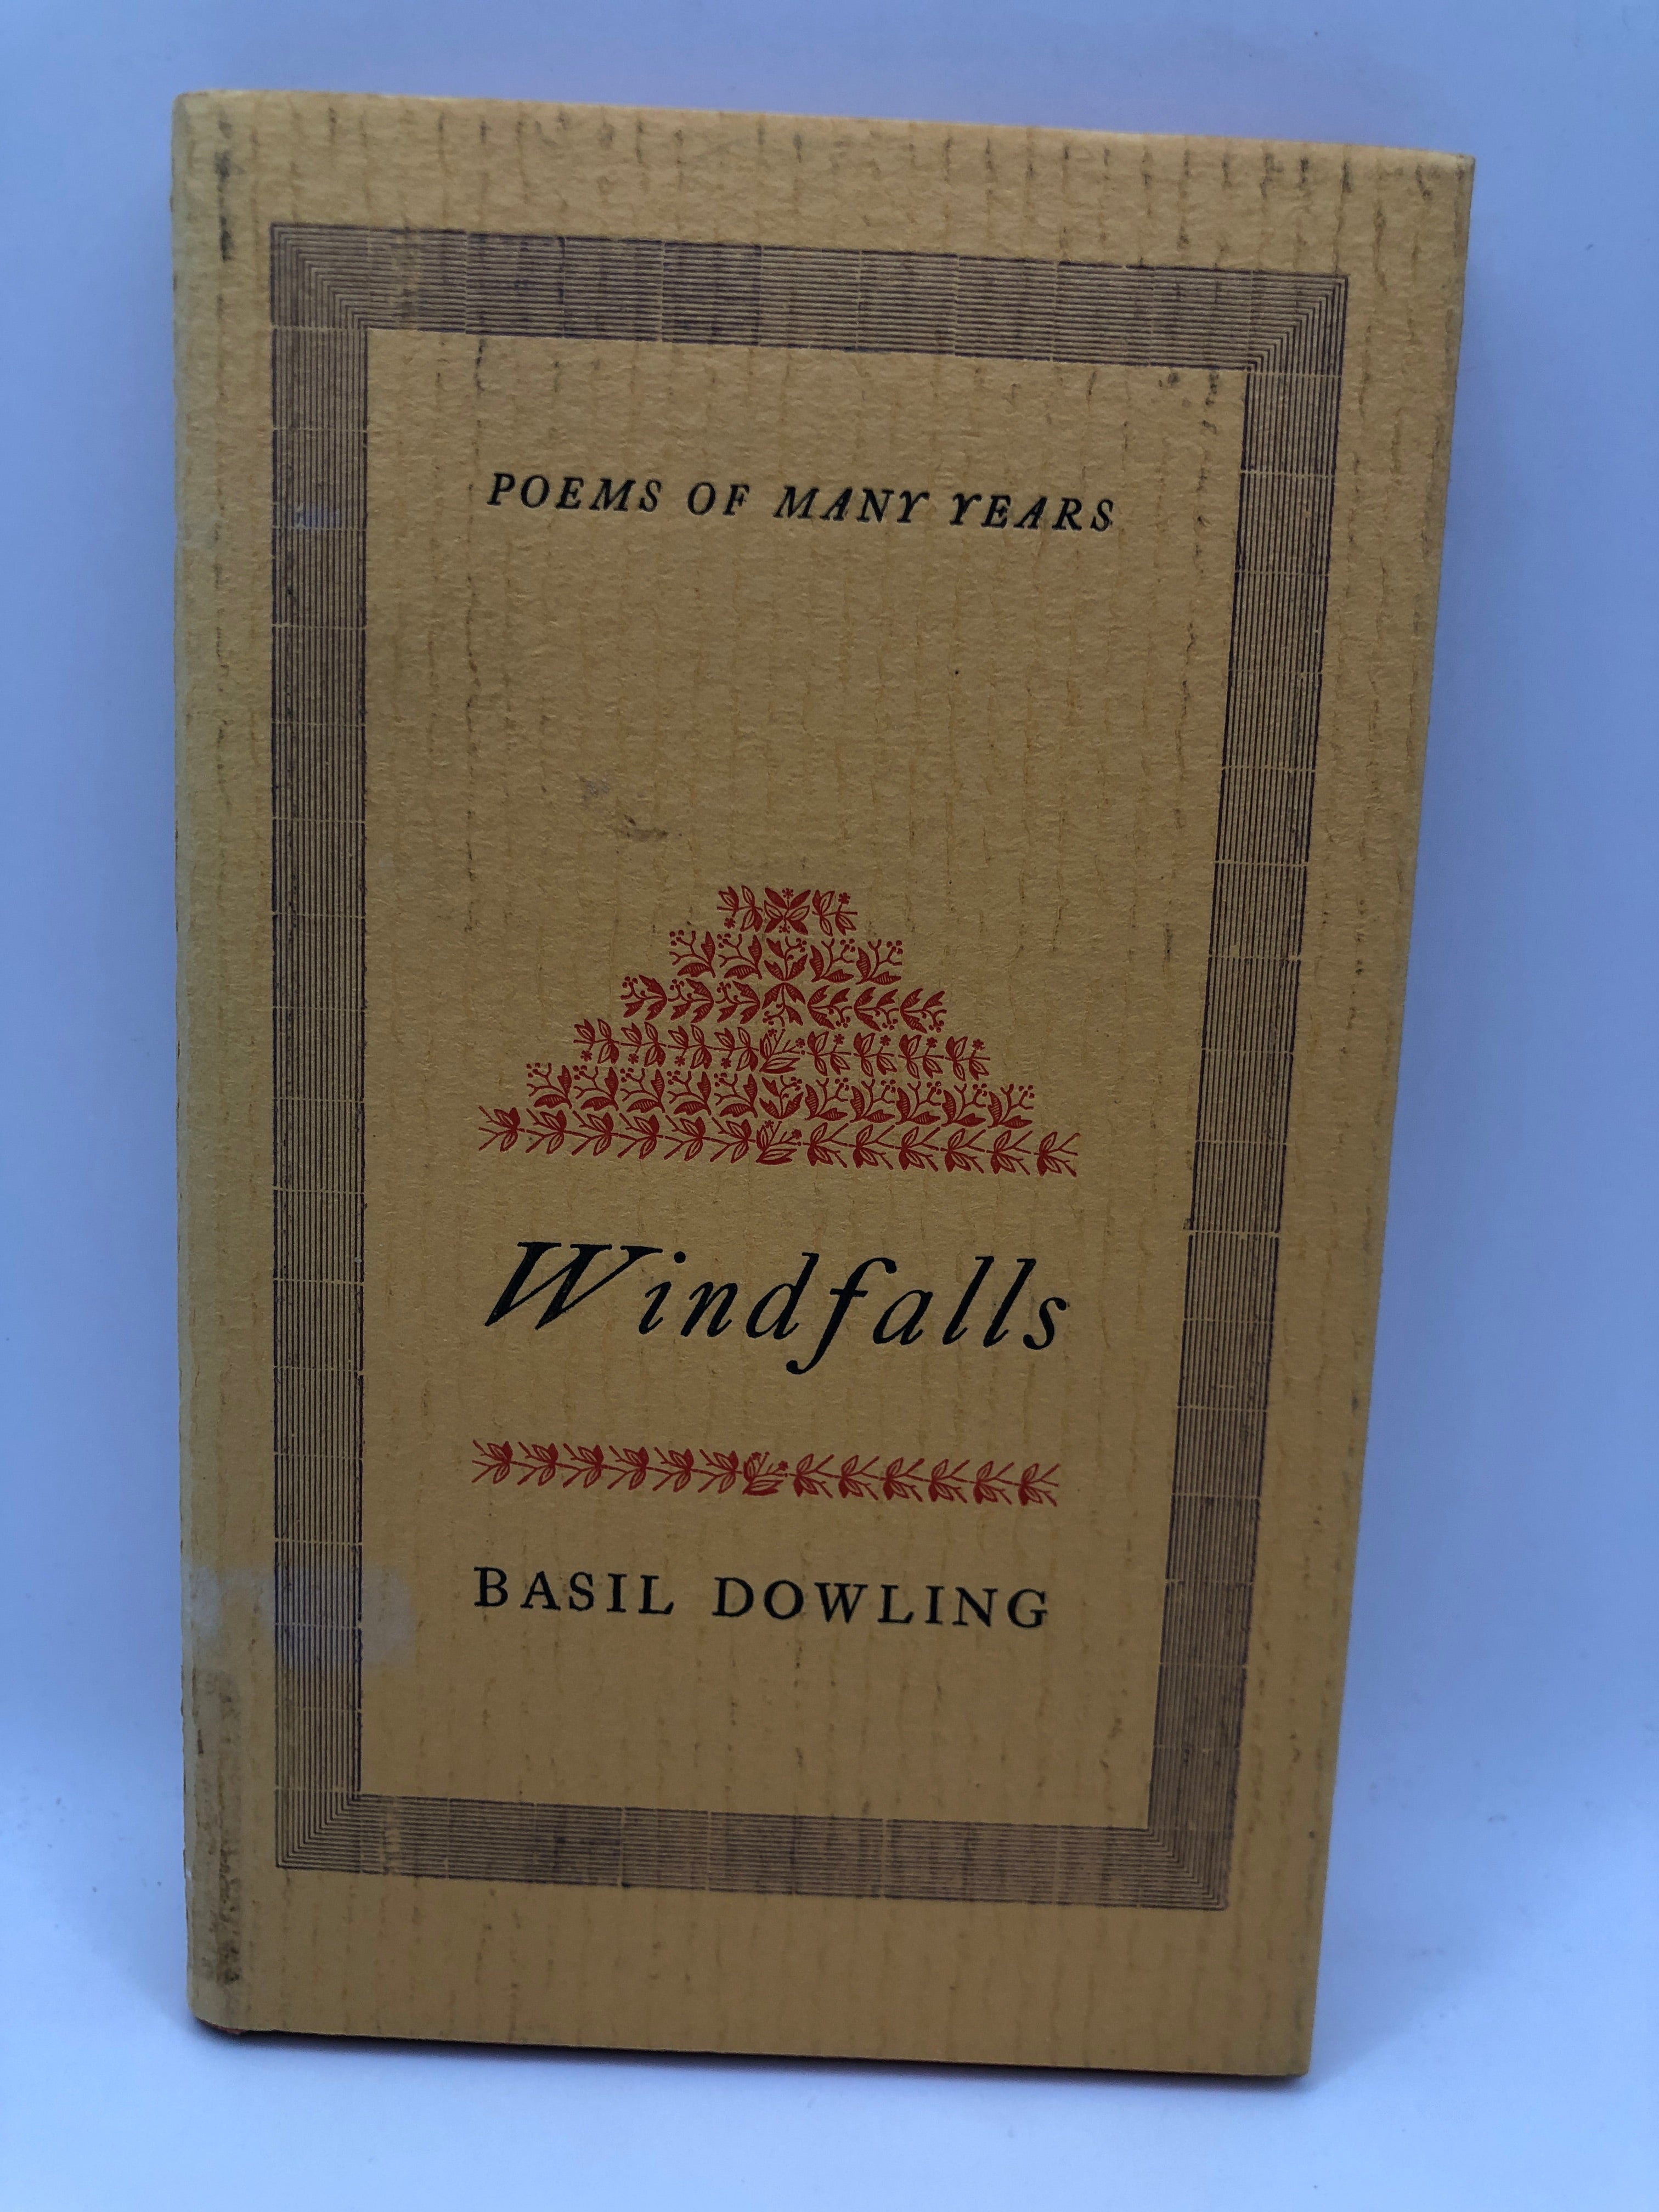 POEMS OF MANY YEARS
Windfalls
BASIL DOWLING